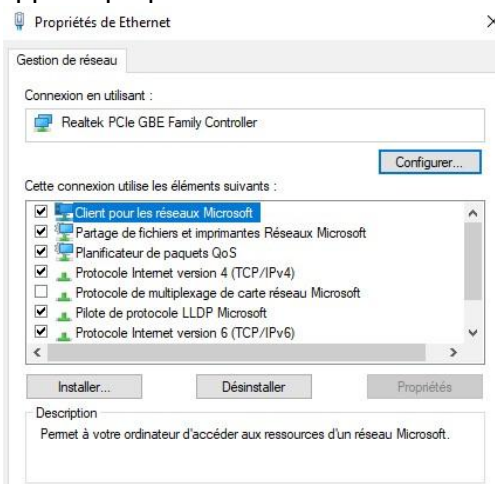 Propriétés de Ethernet
Gestion de réseau
Connexion en utilisant :
Realtek PCIe GBE Family Controller
Configurer...
Cette connexion utilise les éléments suivants :
Client pour les réseaux Microsoft
Partage de fichiers et imprimantes Réseaux Microsoft
Planificateur de paquets QoS
Protocole Internet version 4 (TCP/IPv4)
Protocole de multiplexage de carte réseau Microsoft
Pilote de protocole LLDP Microsoft
Protocole Internet version 6 (TCP/IPv6)
Installer... Désinstaller Propriétés
Description
Permet à votre ordinateur d'accéder aux ressources d'un réseau Microsoft.